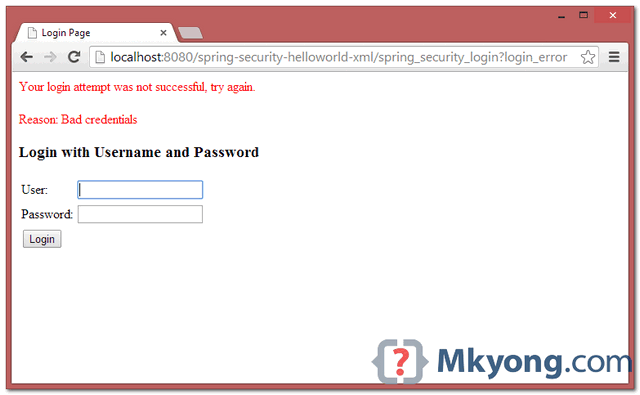 Login Page
localhost:8080/spring-security-helloworld-xml/spring_security_login?login_error
Your login attempt was not successful, try again.
Reason: Bad credentials
Login with Username and Password
User:
Password:
Login
{?} Mkyong.com